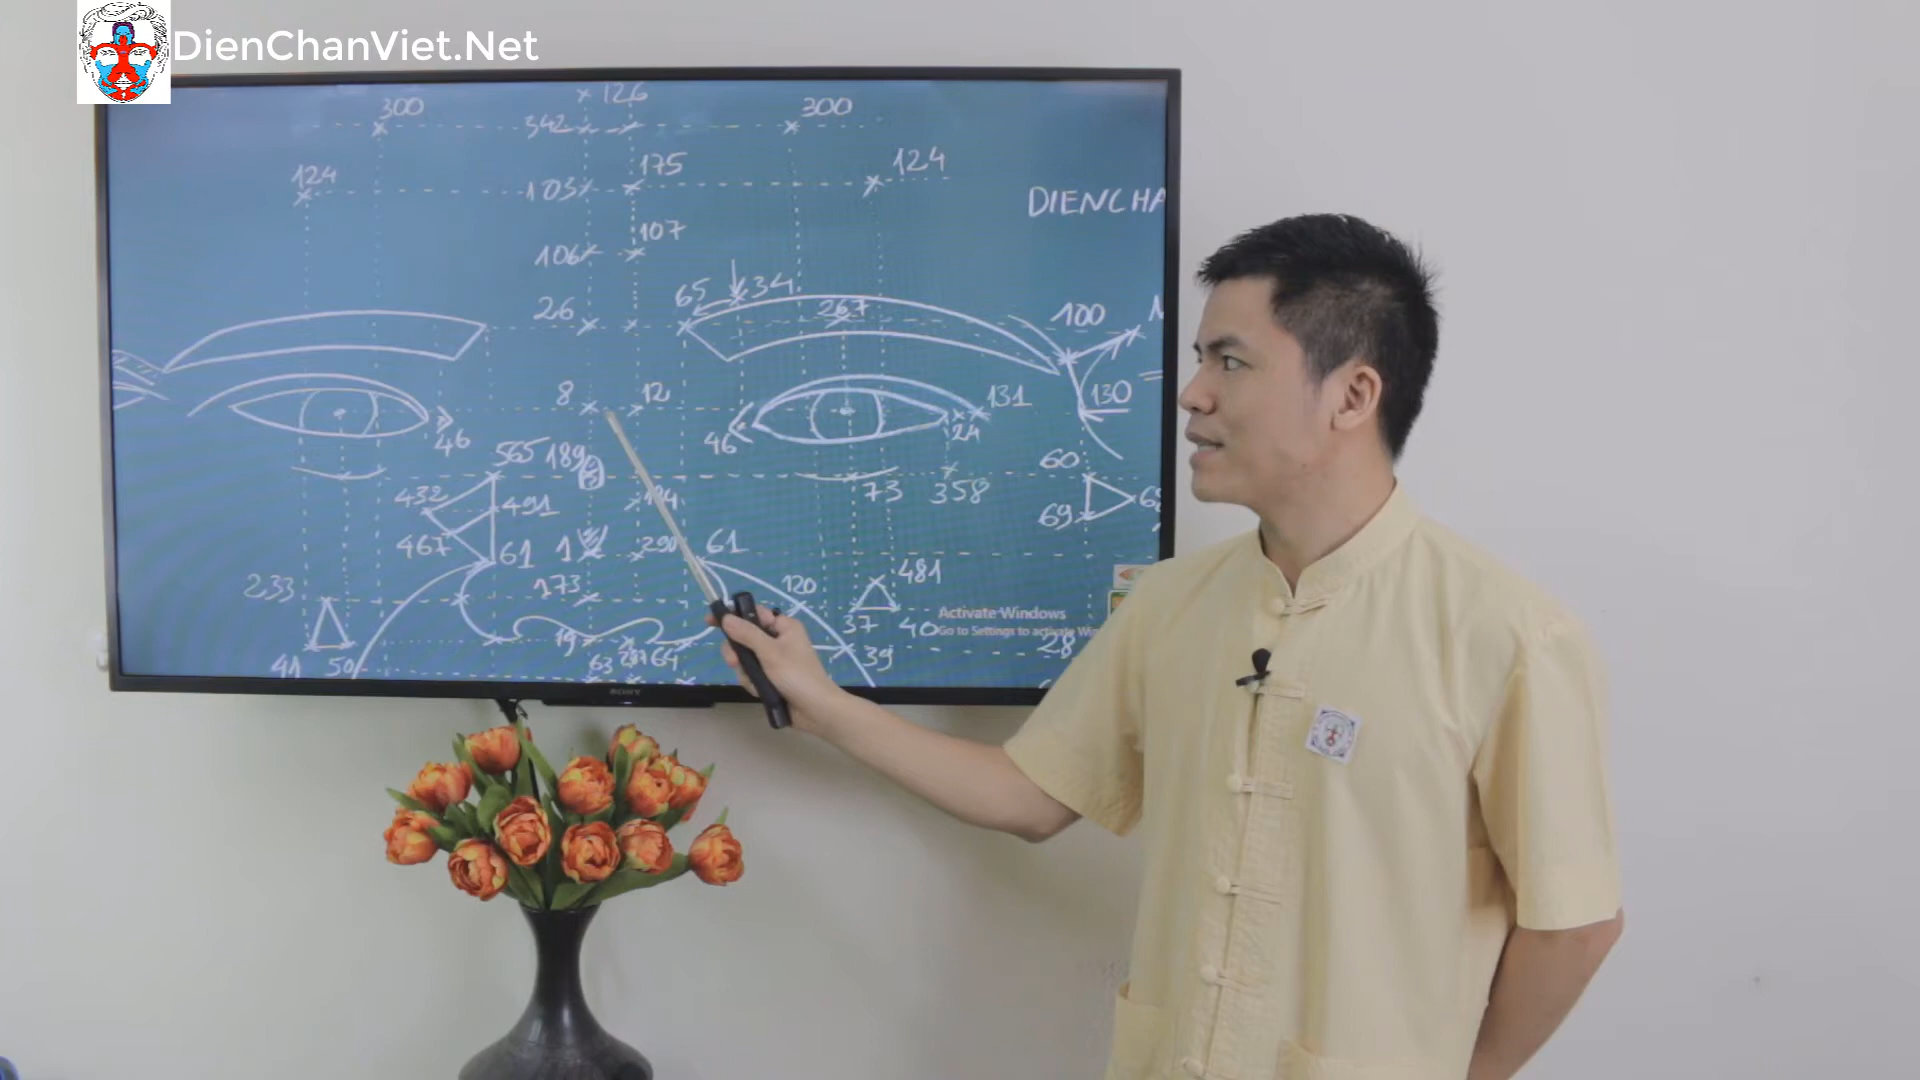 DienChanViet.Net
126
300 342 300
124 103 175 124
DIENCHA
106 107
26 65 34 267 100
8 12 131 130
46 46 24
565 189 60
432 491 73 358
69
467 61 1 290 61
233 173 120 481
Activate Windows
37 40 Go to Settings to activate Win
41 50 19 39 28
63 64
SONY